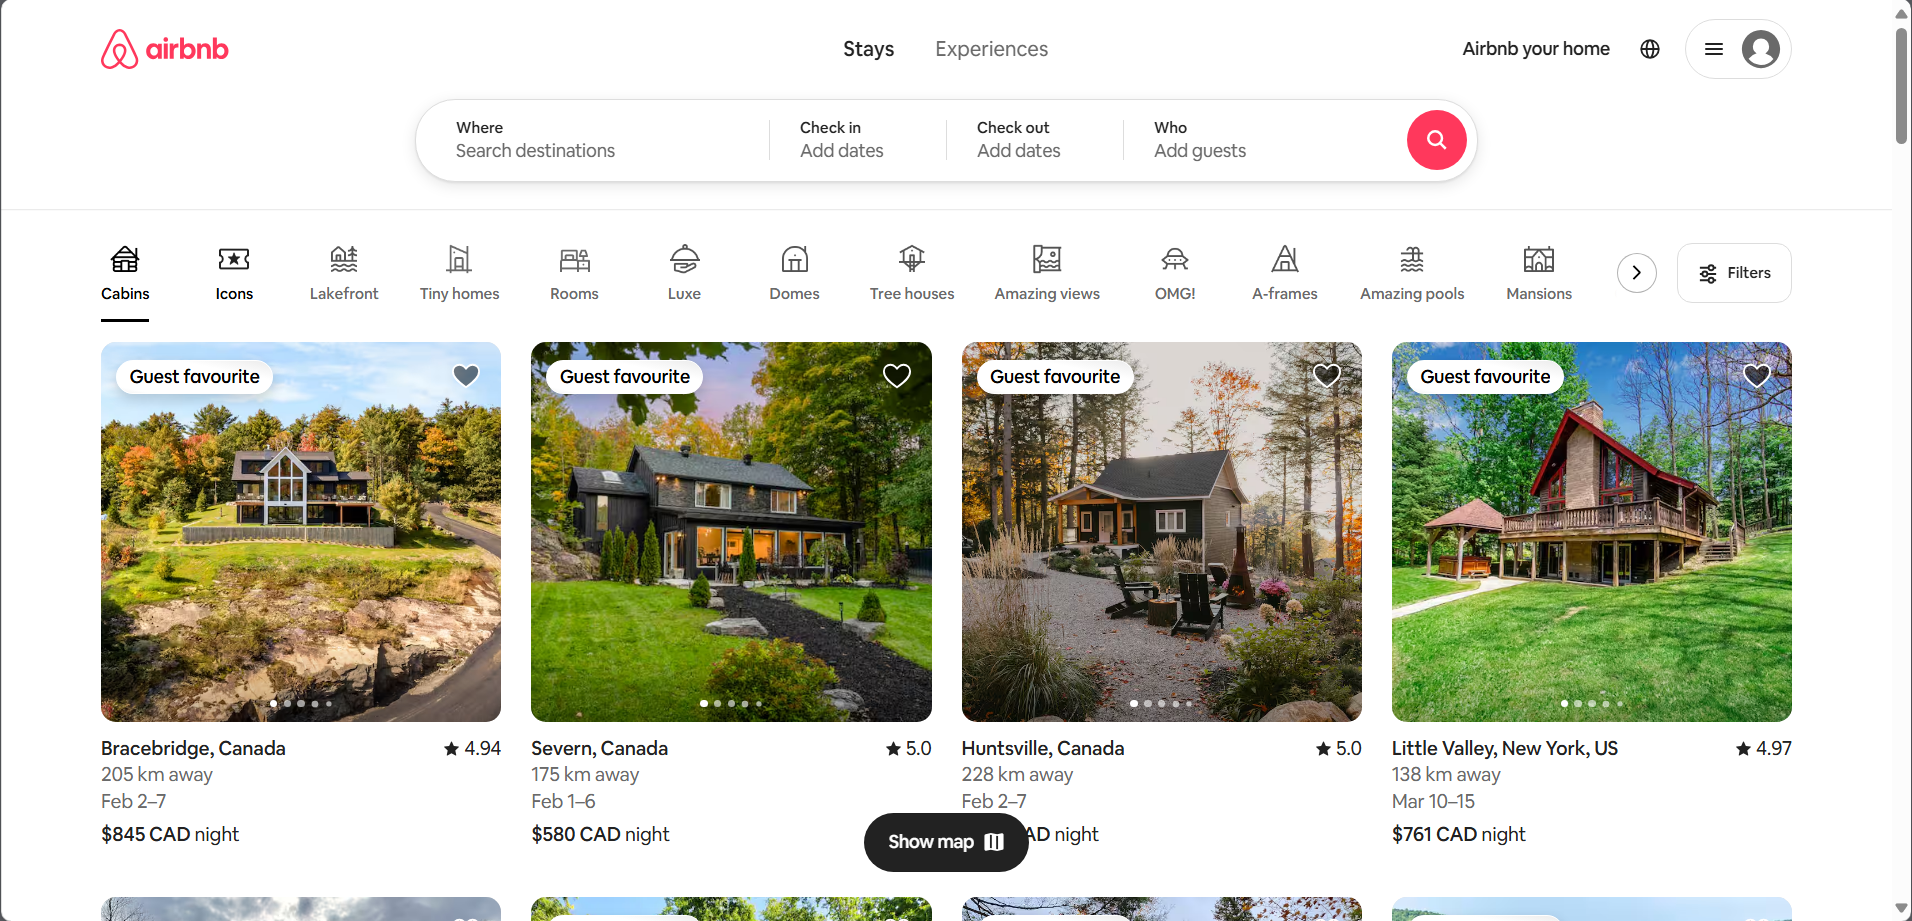 airbnb
Stays
Experiences
Airbnb your home
Where
Search destinations
Check in
Add dates
Check out
Add dates
Who
Add guests
Cabins
Icons
Lakefront
Tiny homes
Rooms
Luxe
Domes
Tree houses
Amazing views
OMG!
A-frames
Amazing pools
Mansions
Filters
Guest favourite
Bracebridge, Canada
4.94
205 km away
Feb 2–7
$845 CAD night
Guest favourite
Severn, Canada
5.0
175 km away
Feb 1–6
$580 CAD night
Guest favourite
Huntsville, Canada
5.0
228 km away
Feb 2–7
night
Guest favourite
Little Valley, New York, US
4.97
138 km away
Mar 10–15
$761 CAD night
Show map